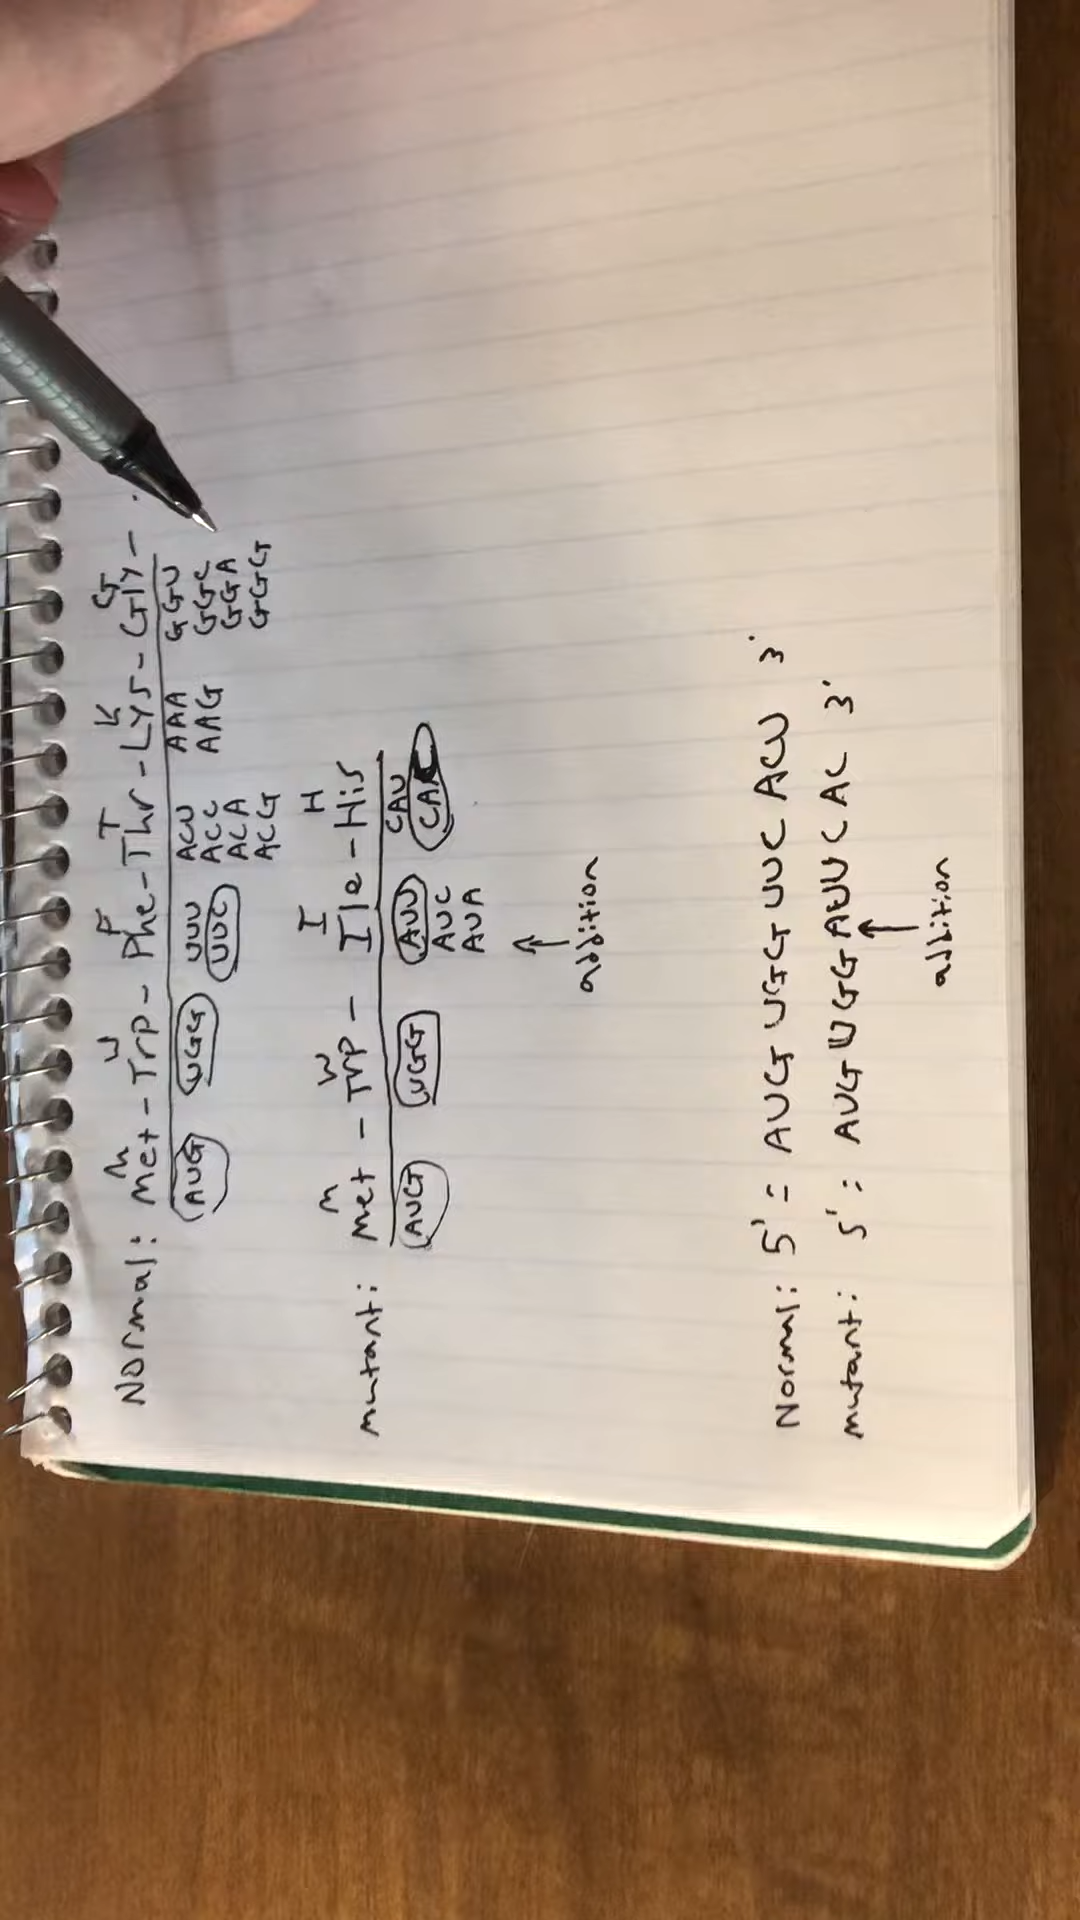 M W F T K G
Normal: Met - Trp - Phe - Thr - Lys - Gly -
AUG UGG UUU ACU AAA GGU
UUC ACC AAG GGC
ACA GGA
ACG GGG
M W I H
mutant: Met - Trp - Ile - His
AUG UGG AUU CAU
AUC CAC
AUA
↑
addition
Normal: 5' = AUG UGG UUC ACU 3'
mutant: 5': AUG UGG AUU CAC 3'
↑
addition